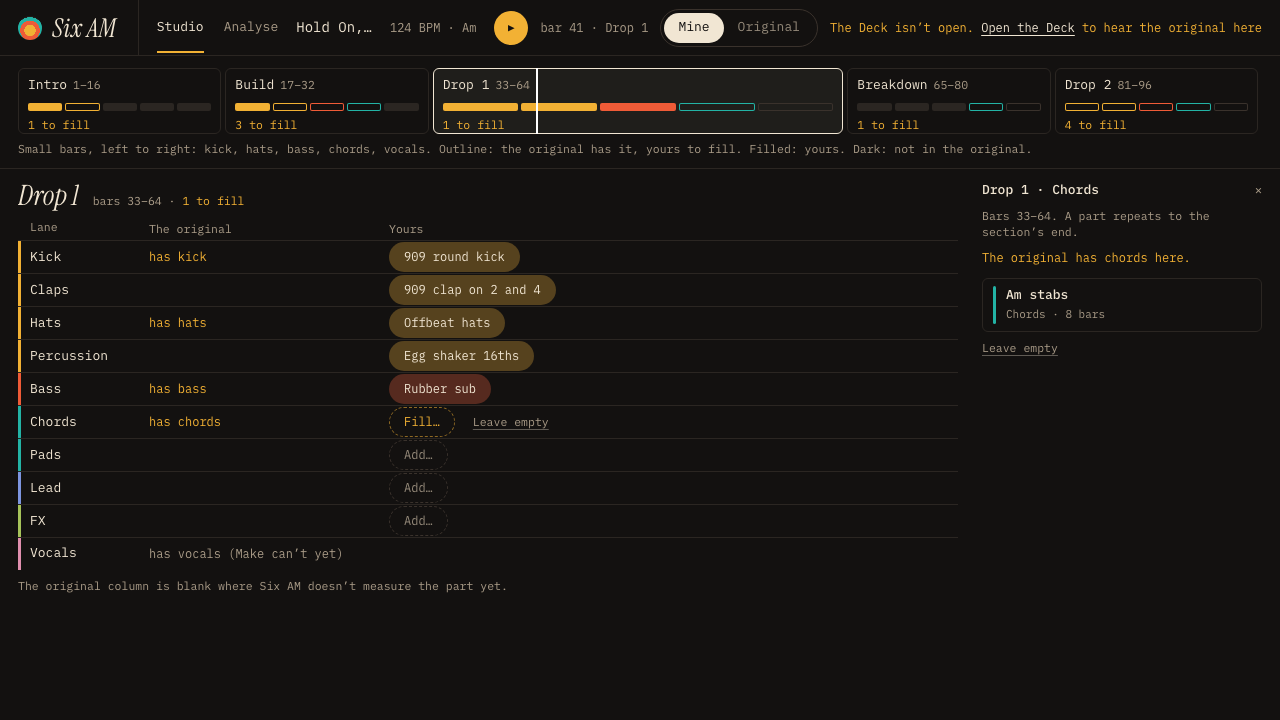 Six AM
Studio Analyse Hold On,… 124 BPM · Am bar 41 · Drop 1 Mine Original The Deck isn’t open. Open the Deck to hear the original here
Intro 1–16 Build 17–32 Drop 1 33–64 Breakdown 65–80 Drop 2 81–96
1 to fill 3 to fill 1 to fill 1 to fill 4 to fill
Small bars, left to right: kick, hats, bass, chords, vocals. Outline: the original has it, yours to fill. Filled: yours. Dark: not in the original.
Drop 1 bars 33–64 · 1 to fill
Lane The original Yours
Kick has kick 909 round kick
Claps 909 clap on 2 and 4
Hats has hats Offbeat hats
Percussion Egg shaker 16ths
Bass has bass Rubber sub
Chords has chords Fill… Leave empty
Pads Add…
Lead Add…
FX Add…
Vocals has vocals (Make can’t yet)
The original column is blank where Six AM doesn’t measure the part yet.
Drop 1 · Chords ×
Bars 33–64. A part repeats to the
section’s end.
The original has chords here.
Am stabs
Chords · 8 bars
Leave empty